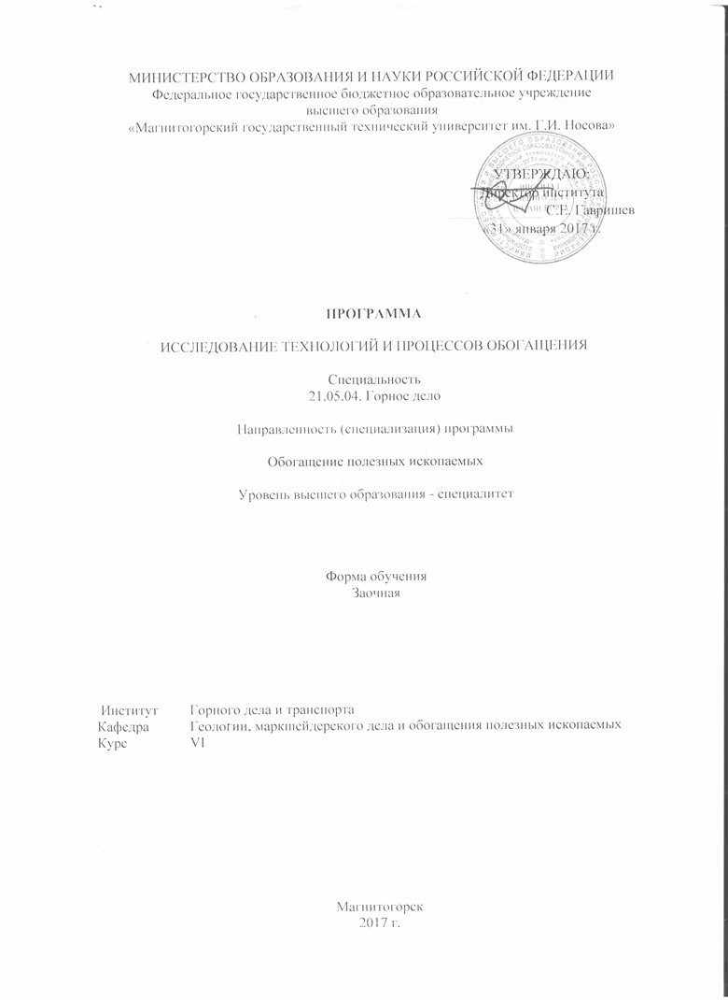 МИНИСТЕРСТВО ОБРАЗОВАНИЯ И НАУКИ РОССИЙСКОЙ ФЕДЕРАЦИИ
Федеральное государственное бюджетное образовательное учреждение
высшего образования
«Магнитогорский государственный технический университет им. Г.И. Носова»
УТВЕРЖДАЮ:
Директор института
С.Е. Гавришев
«31» января 2017 г.
ПРОГРАММА
ИССЛЕДОВАНИЕ ТЕХНОЛОГИЙ И ПРОЦЕССОВ ОБОГАЩЕНИЯ
Специальность
21.05.04. Горное дело
Направленность (специализация) программы
Обогащение полезных ископаемых
Уровень высшего образования - специалитет
Форма обучения
Заочная
Институт Горного дела и транспорта
Кафедра Геологии, маркшейдерского дела и обогащения полезных ископаемых
Курс VI
Магнитогорск
2017 г.